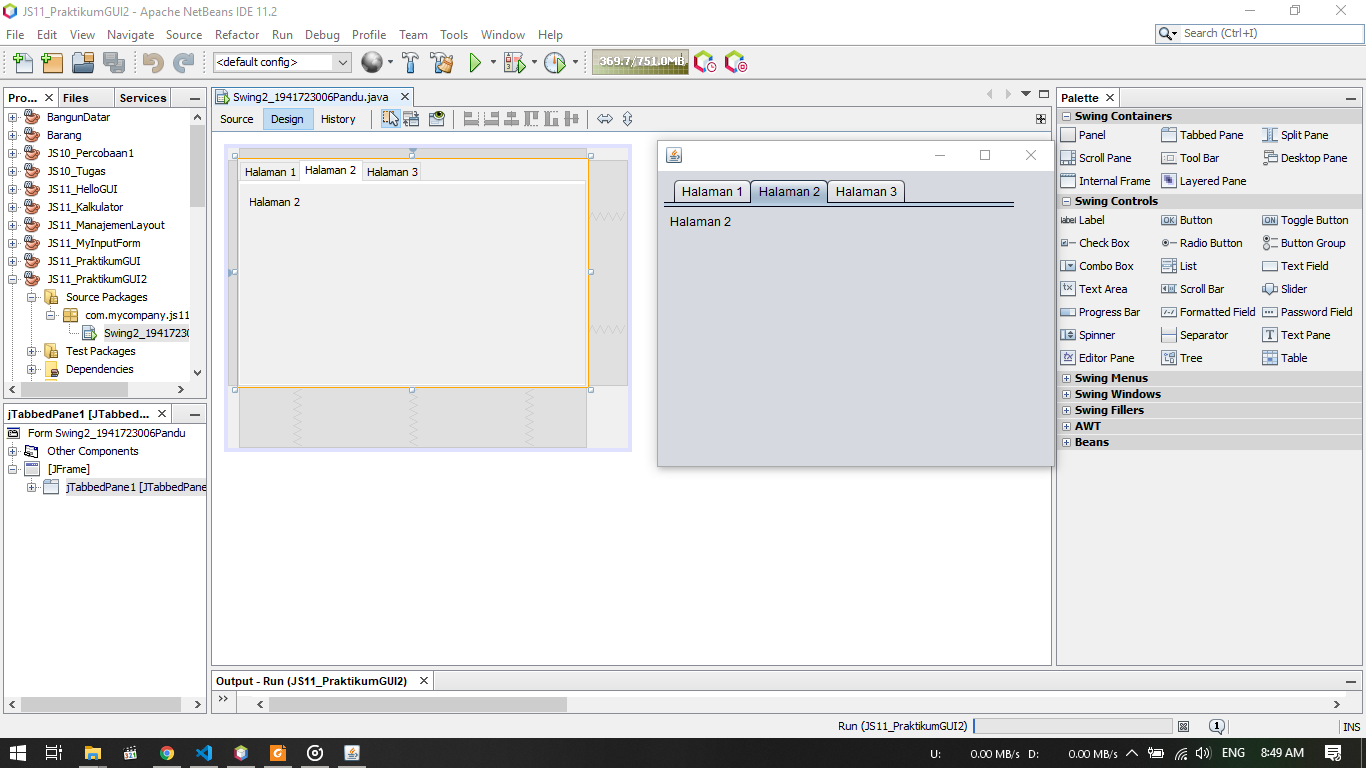 JS11_PraktikumGUI2 - Apache NetBeans IDE 11.2
File Edit View Navigate Source Refactor Run Debug Profile Team Tools Window Help
Search (Ctrl+I)
<default config>
369.7/751.0MB
Pro... Files Services
BangunDatar
Barang
JS10_Percobaan1
JS10_Tugas
JS11_HelloGUI
JS11_Kalkulator
JS11_ManajemenLayout
JS11_MyInputForm
JS11_PraktikumGUI
JS11_PraktikumGUI2
Source Packages
com.mycompany.js11
Swing2_1941723
Test Packages
Dependencies
jTabbedPane1 [JTabbed...
Form Swing2_1941723006Pandu
Other Components
[JFrame]
jTabbedPane1 [JTabbedPane
Swing2_1941723006Pandu.java
Source Design History
Halaman 1 Halaman 2 Halaman 3
Halaman 2
Halaman 1 Halaman 2 Halaman 3
Halaman 2
Palette
Swing Containers
Panel Tabbed Pane Split Pane
Scroll Pane Tool Bar Desktop Pane
Internal Frame Layered Pane
Swing Controls
label Label OK Button ON Toggle Button
Check Box Radio Button Button Group
Combo Box List Text Field
Text Area Scroll Bar Slider
Progress Bar Formatted Field Password Field
Spinner Separator T Text Pane
Editor Pane Tree Table
Swing Menus
Swing Windows
Swing Fillers
AWT
Beans
Output - Run (JS11_PraktikumGUI2)
Run (JS11_PraktikumGUI2) 1 INS
U: 0.00 MB/s D: 0.00 MB/s ENG 8:49 AM